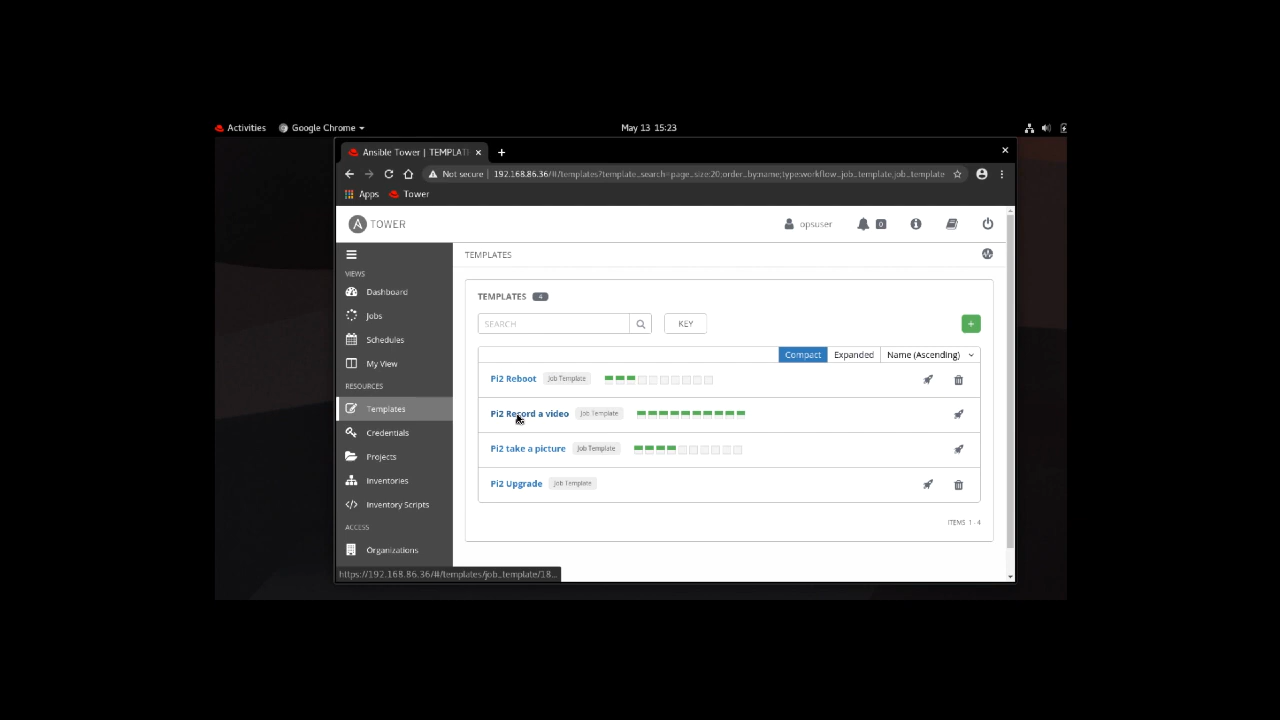 Activities Google Chrome May 13 15:23
Ansible Tower | TEMPLAT
Not secure 192.168.86.36/#/templates?template_search=page_size:20;order_by:name;type:workflow_job_template,job_template
Apps Tower
A TOWER opsuser 0
TEMPLATES
VIEWS
Dashboard
Jobs
Schedules
My View
RESOURCES
Templates
Credentials
Projects
Inventories
Inventory Scripts
ACCESS
Organizations
TEMPLATES 4
SEARCH KEY +
Compact Expanded Name (Ascending)
Pi2 Reboot Job Template
Pi2 Record a video Job Template
Pi2 take a picture Job Template
Pi2 Upgrade Job Template
ITEMS 1 - 4
https://192.168.86.36/#/templates/job_template/18...